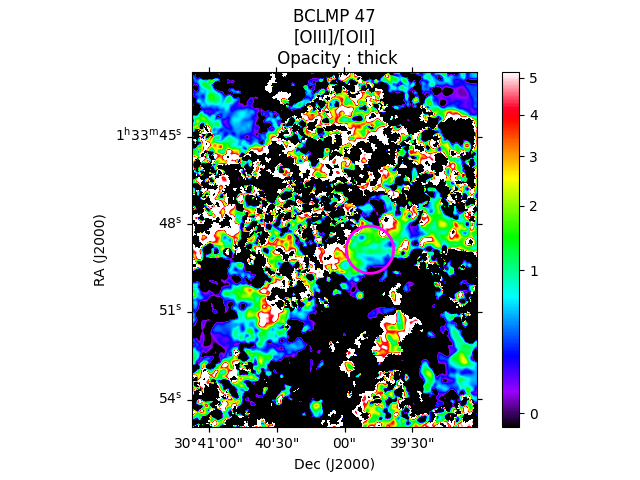 BCLMP 47
[OIII]/[OII]
Opacity : thick
5
4
1ʰ33ᵐ45ˢ
3
2
48ˢ
RA (J2000)
1
51ˢ
54ˢ
0
30°41'00" 40'30" 00" 39'30"
Dec (J2000)